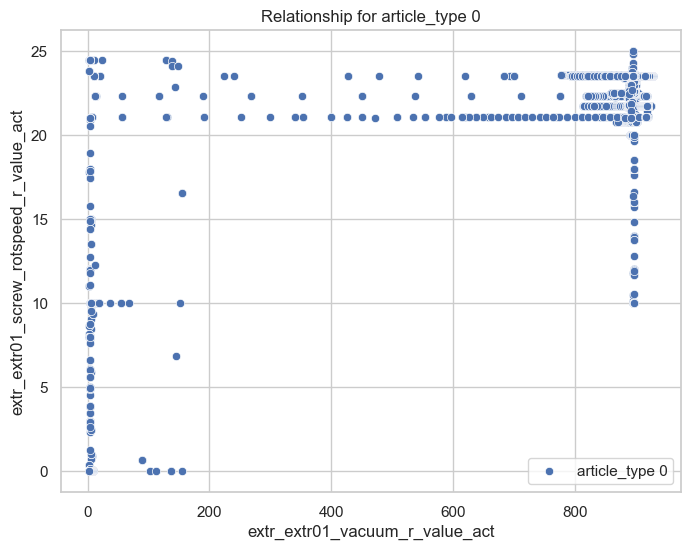 Relationship for article_type 0
extr_extr01_screw_rotspeed_r_value_act
25
20
15
10
5
0
0 200 400 600 800
extr_extr01_vacuum_r_value_act
article_type 0